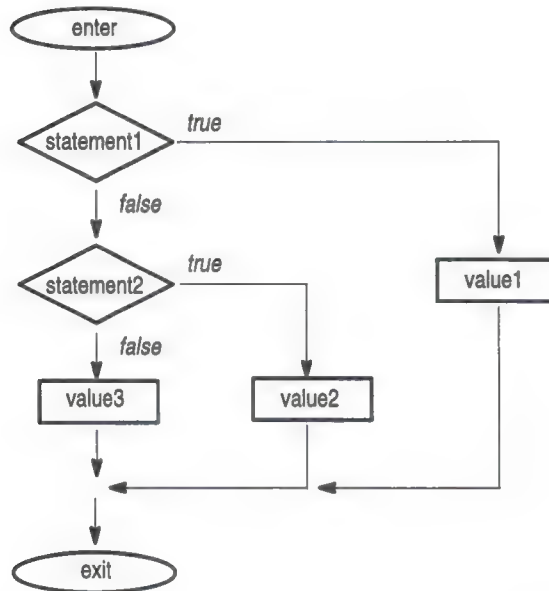 enter
true
statement1
false
true
statement2
value1
false
value3
value2
exit